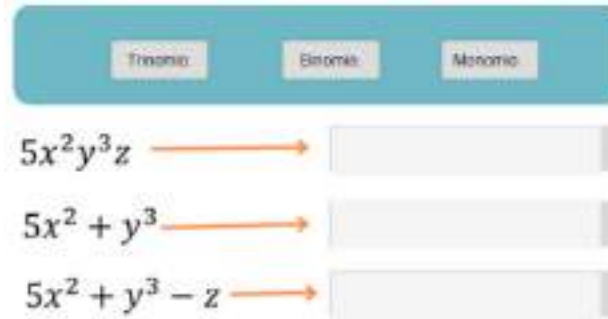 Trinomio Binomio Monomio
5x²y³z
5x² + y³
5x² + y³ − z